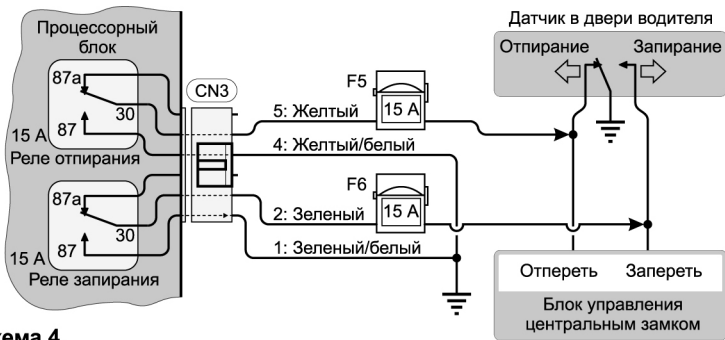 Процессорный
блок
87a
30
15 А
87
Реле отпирания
87a
30
15 А
87
Реле запирания
CN3
5: Желтый
F5
15 А
4: Желтый/белый
F6
2: Зеленый
15 А
1: Зеленый/белый
Датчик в двери водителя
Отпирание
Запирание
Отпереть
Запереть
Блок управления
центральным замком
хема 4